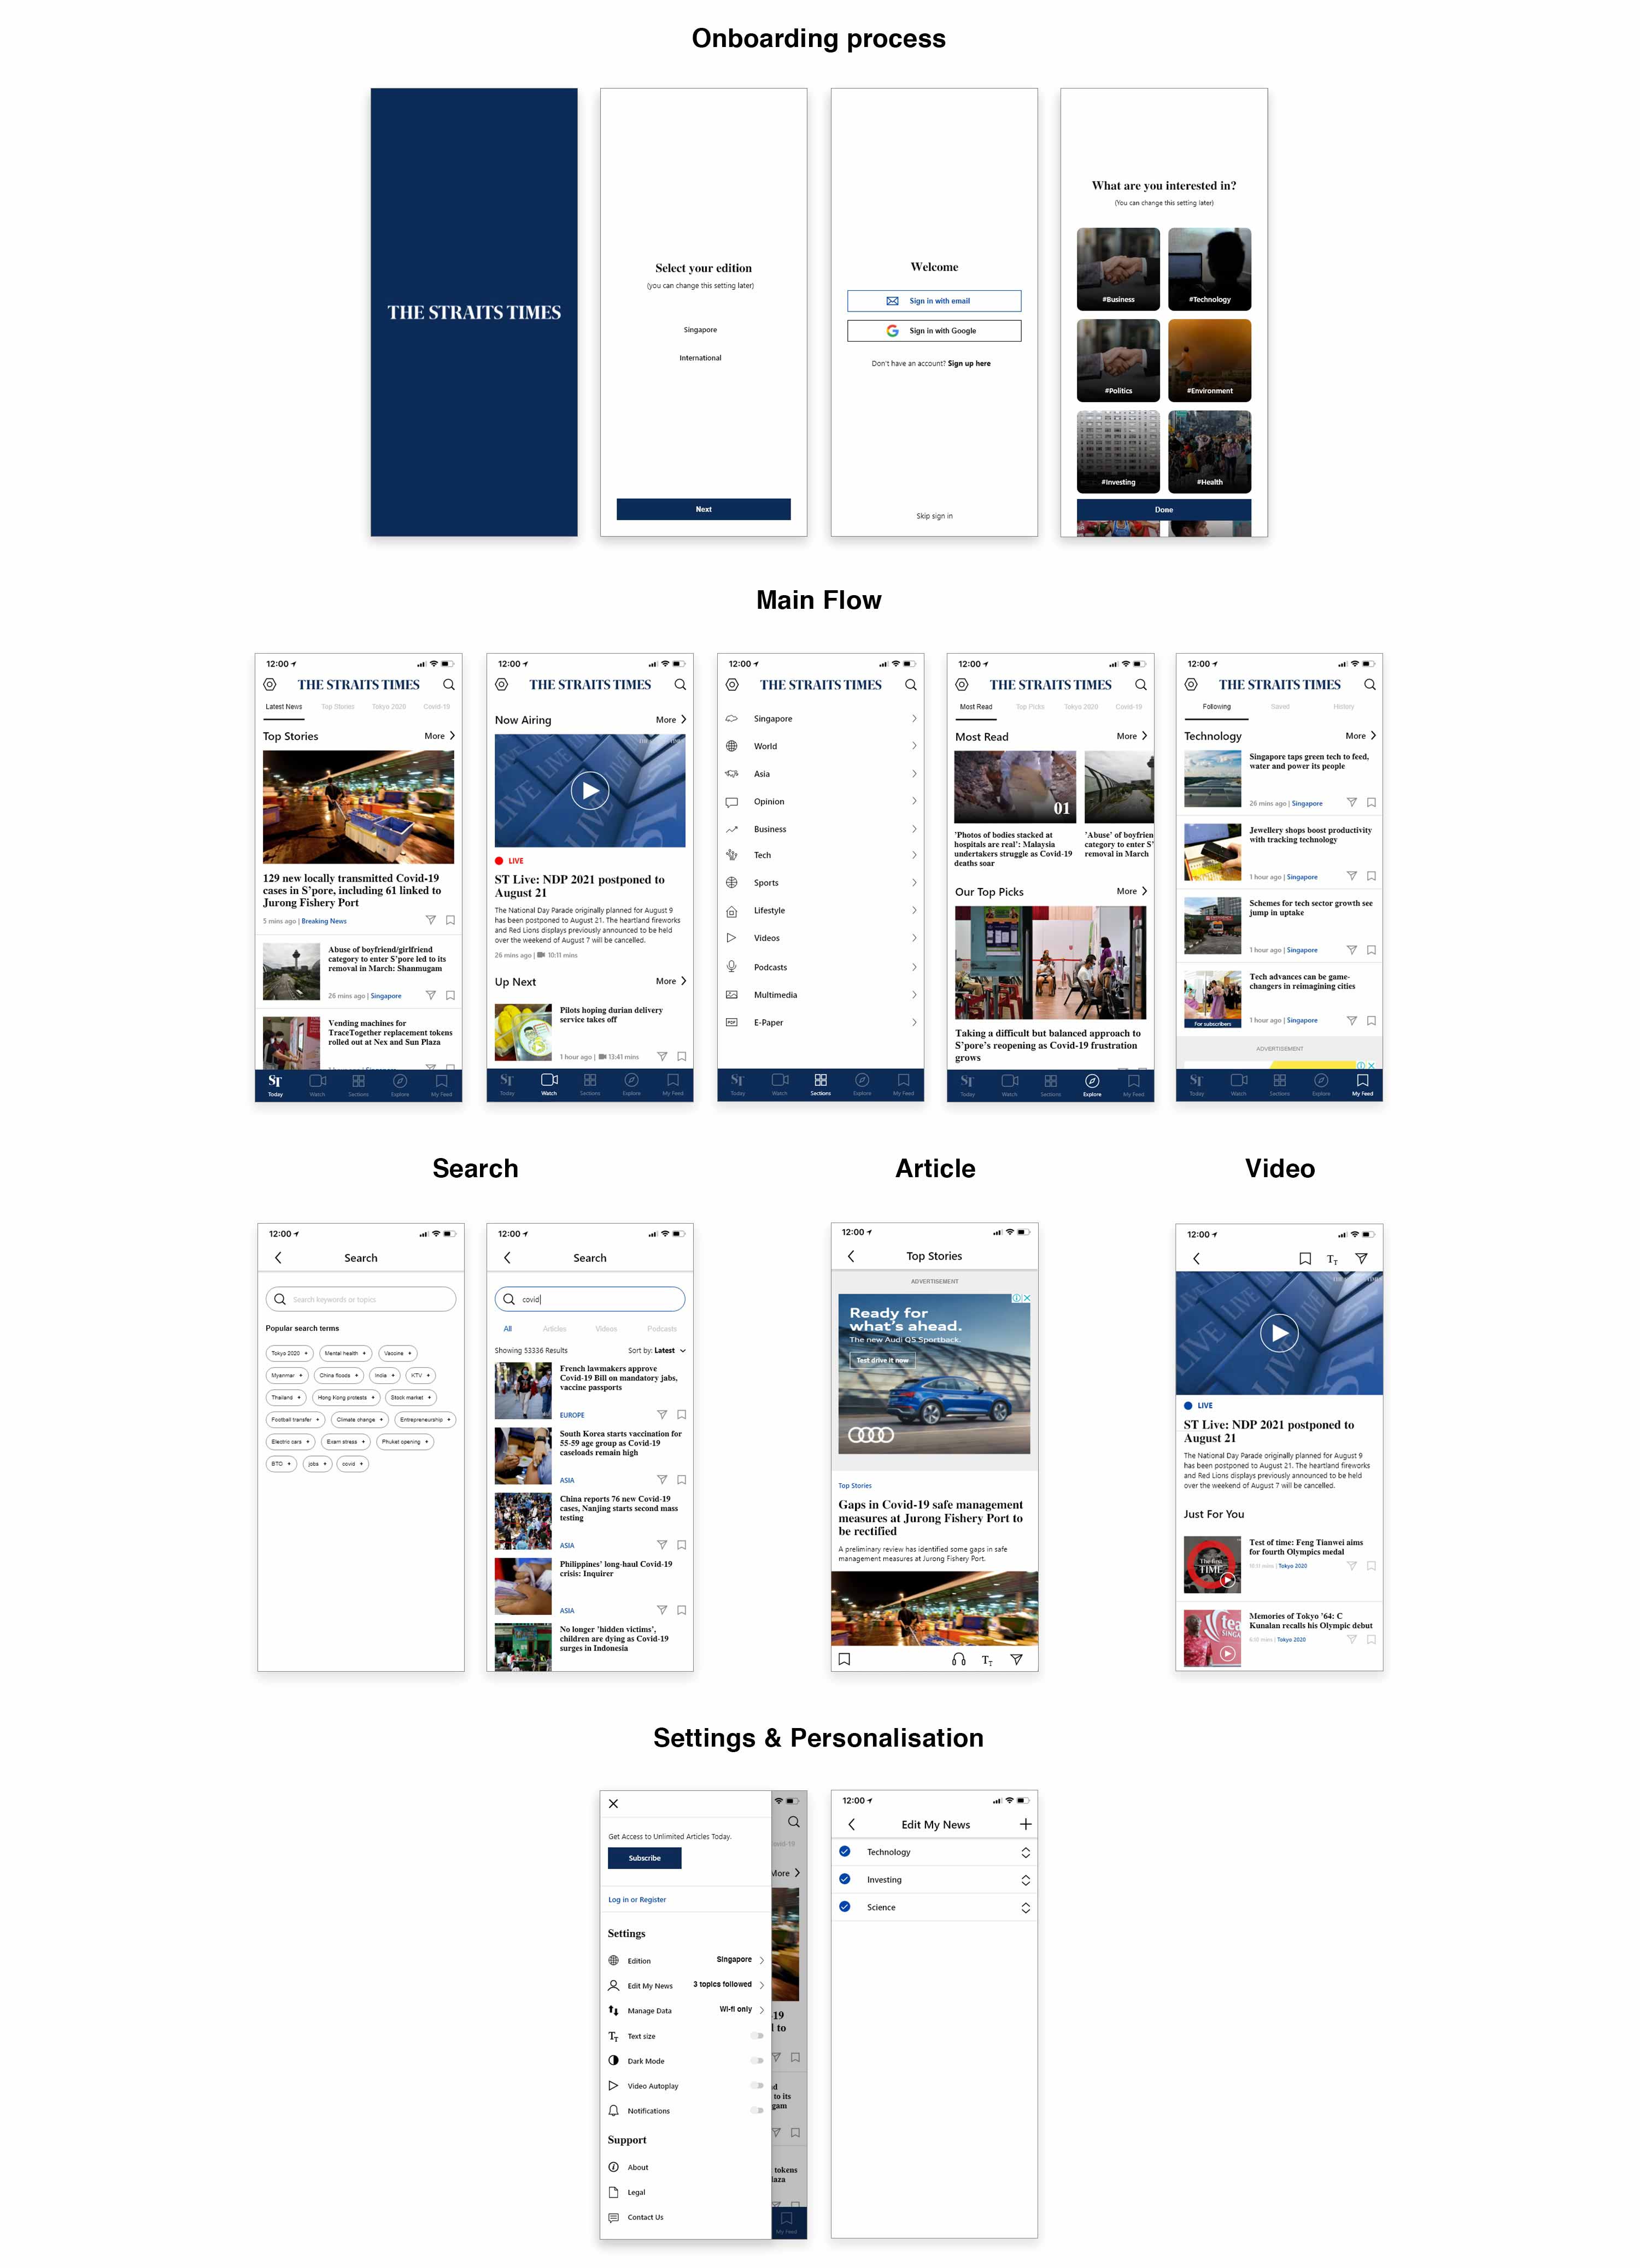 Onboarding process
THE STRAITS TIMES
Select your edition
(you can change this setting later)
Singapore
International
Next
Welcome
Sign in with email
Sign in with Google
Don't have an account? Sign up here
Skip sign in
What are you interested in?
(You can change this setting later)
#Business
#Technology
#Politics
#Environment
#Investing
#Health
Done
Main Flow
12:00
THE STRAITS TIMES
Latest News Top Stories Tokyo 2020 Covid-19
Top Stories More
129 new locally transmitted Covid-19
cases in S'pore, including 61 linked to
Jurong Fishery Port
5 mins ago | Breaking News
Abuse of boyfriend/girlfriend
category to enter S'pore led to its
removal in March: Shanmugam
26 mins ago | Singapore
Vending machines for
TraceTogether replacement tokens
rolled out at Nex and Sun Plaza
ST
Today Watch Sections Explore My Feed
12:00
THE STRAITS TIMES
Now Airing More
LIVE
ST Live: NDP 2021 postponed to
August 21
The National Day Parade originally planned for August 9
has been postponed to August 21. The heartland fireworks
and Red Lions displays previously announced to be held
over the weekend of August 7 will be cancelled.
26 mins ago | 10:11 mins
Up Next More
Pilots hoping durian delivery
service takes off
1 hour ago | 13:41 mins
ST
Today Watch Sections Explore My Feed
12:00
THE STRAITS TIMES
Singapore
World
Asia
Opinion
Business
Tech
Sports
Lifestyle
Videos
Podcasts
Multimedia
PDF E-Paper
ST
Today Watch Sections Explore My Feed
12:00
THE STRAITS TIMES
Most Read Top Picks Tokyo 2020 Covid-19
Most Read More
01
'Photos of bodies stacked at
hospitals are real': Malaysia
undertakers struggle as Covid-19
deaths soar
'Abuse' of boyfrien
category to enter S'
removal in March
Our Top Picks More
Taking a difficult but balanced approach to
S'pore's reopening as Covid-19 frustration
grows
ST
Today Watch Sections Explore My Feed
12:00
THE STRAITS TIMES
Following Saved History
Technology More
Singapore taps green tech to feed,
water and power its people
26 mins ago | Singapore
Jewellery shops boost productivity
with tracking technology
1 hour ago | Singapore
Schemes for tech sector growth see
jump in uptake
1 hour ago | Singapore
Tech advances can be game-
changers in reimagining cities
For subscribers
1 hour ago | Singapore
ADVERTISEMENT
ST
Today Watch Sections Explore My Feed
Search
12:00
Search
Search keywords or topics
Popular search terms
Tokyo 2020 + Mental health + Vaccine +
Myanmar + China floods + India + KTV +
Thailand + Hong Kong protests + Stock market +
Football transfer + Climate change + Entrepreneurship +
Electric cars + Exam stress + Phuket opening +
BTO + jobs + covid +
12:00
Search
covid
All Articles Videos Podcasts
Showing 53336 Results Sort by: Latest
French lawmakers approve
Covid-19 Bill on mandatory jabs,
vaccine passports
EUROPE
South Korea starts vaccination for
55-59 age group as Covid-19
caseloads remain high
ASIA
China reports 76 new Covid-19
cases, Nanjing starts second mass
testing
ASIA
Philippines' long-haul Covid-19
crisis: Inquirer
ASIA
No longer 'hidden victims',
children are dying as Covid-19
surges in Indonesia
Article
12:00
Top Stories
ADVERTISEMENT
Ready for
what's ahead.
The new Audi Q5 Sportback.
Test drive it now
Top Stories
Gaps in Covid-19 safe management
measures at Jurong Fishery Port to
be rectified
A preliminary review has identified some gaps in safe
management measures at Jurong Fishery Port.
TT
Video
12:00
TT
LIVE
ST Live: NDP 2021 postponed to
August 21
The National Day Parade originally planned for August 9
has been postponed to August 21. The heartland fireworks
and Red Lions displays previously announced to be held
over the weekend of August 7 will be cancelled.
Just For You
TIME
Test of time: Feng Tianwei aims
for fourth Olympics medal
10:11 mins | Tokyo 2020
Memories of Tokyo '64: C
Kunalan recalls his Olympic debut
Tokyo 2020
Settings & Personalisation
Get Access to Unlimited Articles Today.
Subscribe
Log in or Register
Settings
Edition Singapore
Edit My News 3 topics followed
Manage Data Wi-fi only
TT Text size
Dark Mode
Video Autoplay
Notifications
Support
About
Legal
Contact Us
More
-19
to
to its
gam
tokens
laza
My Feed
12:00
Edit My News
Technology
Investing
Science